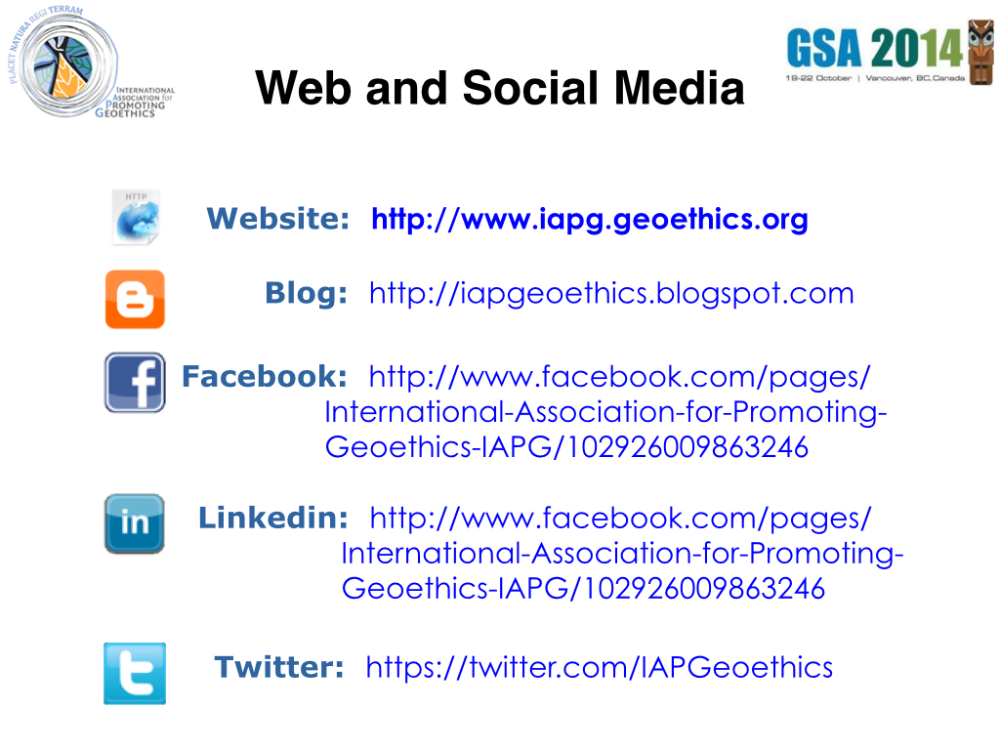 PLACET NATURA REGI TERRAM
INTERNATIONAL
ASSOCIATION for
PROMOTING
GEOETHICS
GSA 2014
19-22 October | Vancouver, BC, Canada
Web and Social Media
HTTP
Website: http://www.iapg.geoethics.org
Blog: http://iapgeoethics.blogspot.com
Facebook: http://www.facebook.com/pages/
International-Association-for-Promoting-
Geoethics-IAPG/102926009863246
in
Linkedin: http://www.facebook.com/pages/
International-Association-for-Promoting-
Geoethics-IAPG/102926009863246
Twitter: https://twitter.com/IAPGeoethics